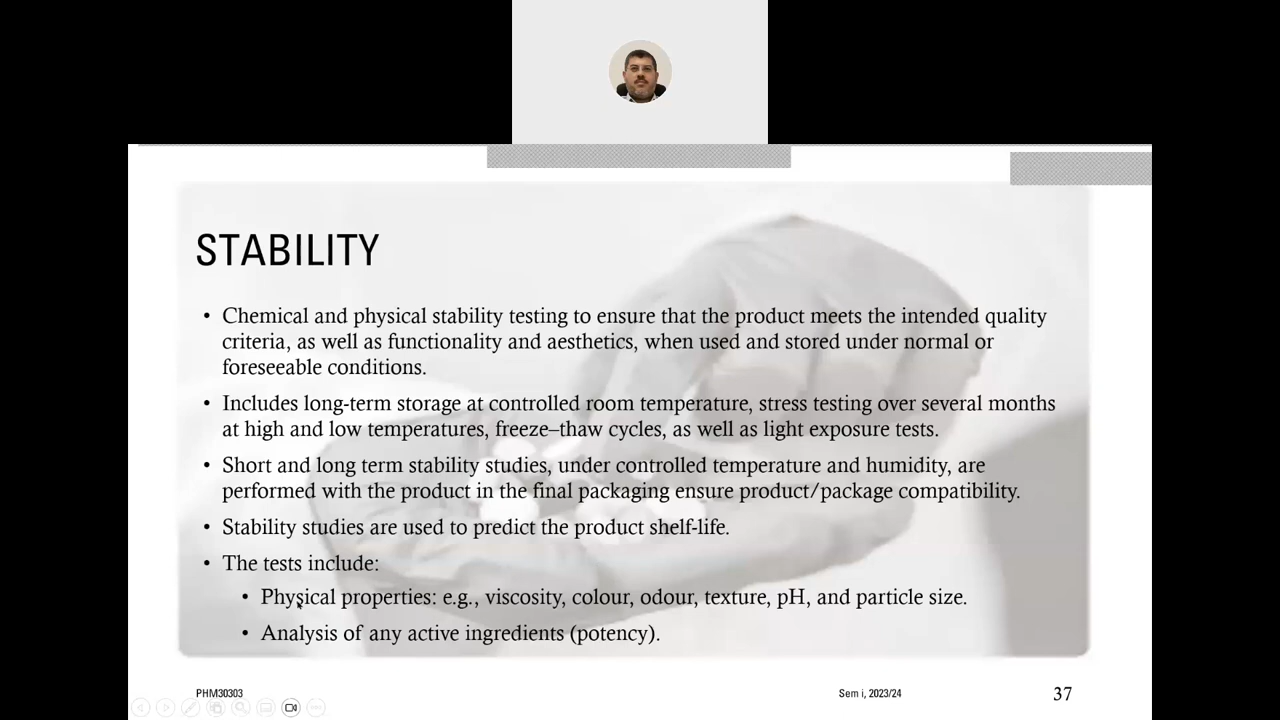 STABILITY
• Chemical and physical stability testing to ensure that the product meets the intended quality
criteria, as well as functionality and aesthetics, when used and stored under normal or
foreseeable conditions.
• Includes long-term storage at controlled room temperature, stress testing over several months
at high and low temperatures, freeze–thaw cycles, as well as light exposure tests.
• Short and long term stability studies, under controlled temperature and humidity, are
performed with the product in the final packaging ensure product/package compatibility.
• Stability studies are used to predict the product shelf-life.
• The tests include:
• Physical properties: e.g., viscosity, colour, odour, texture, pH, and particle size.
• Analysis of any active ingredients (potency).
PHM30303
Sem i, 2023/24
37